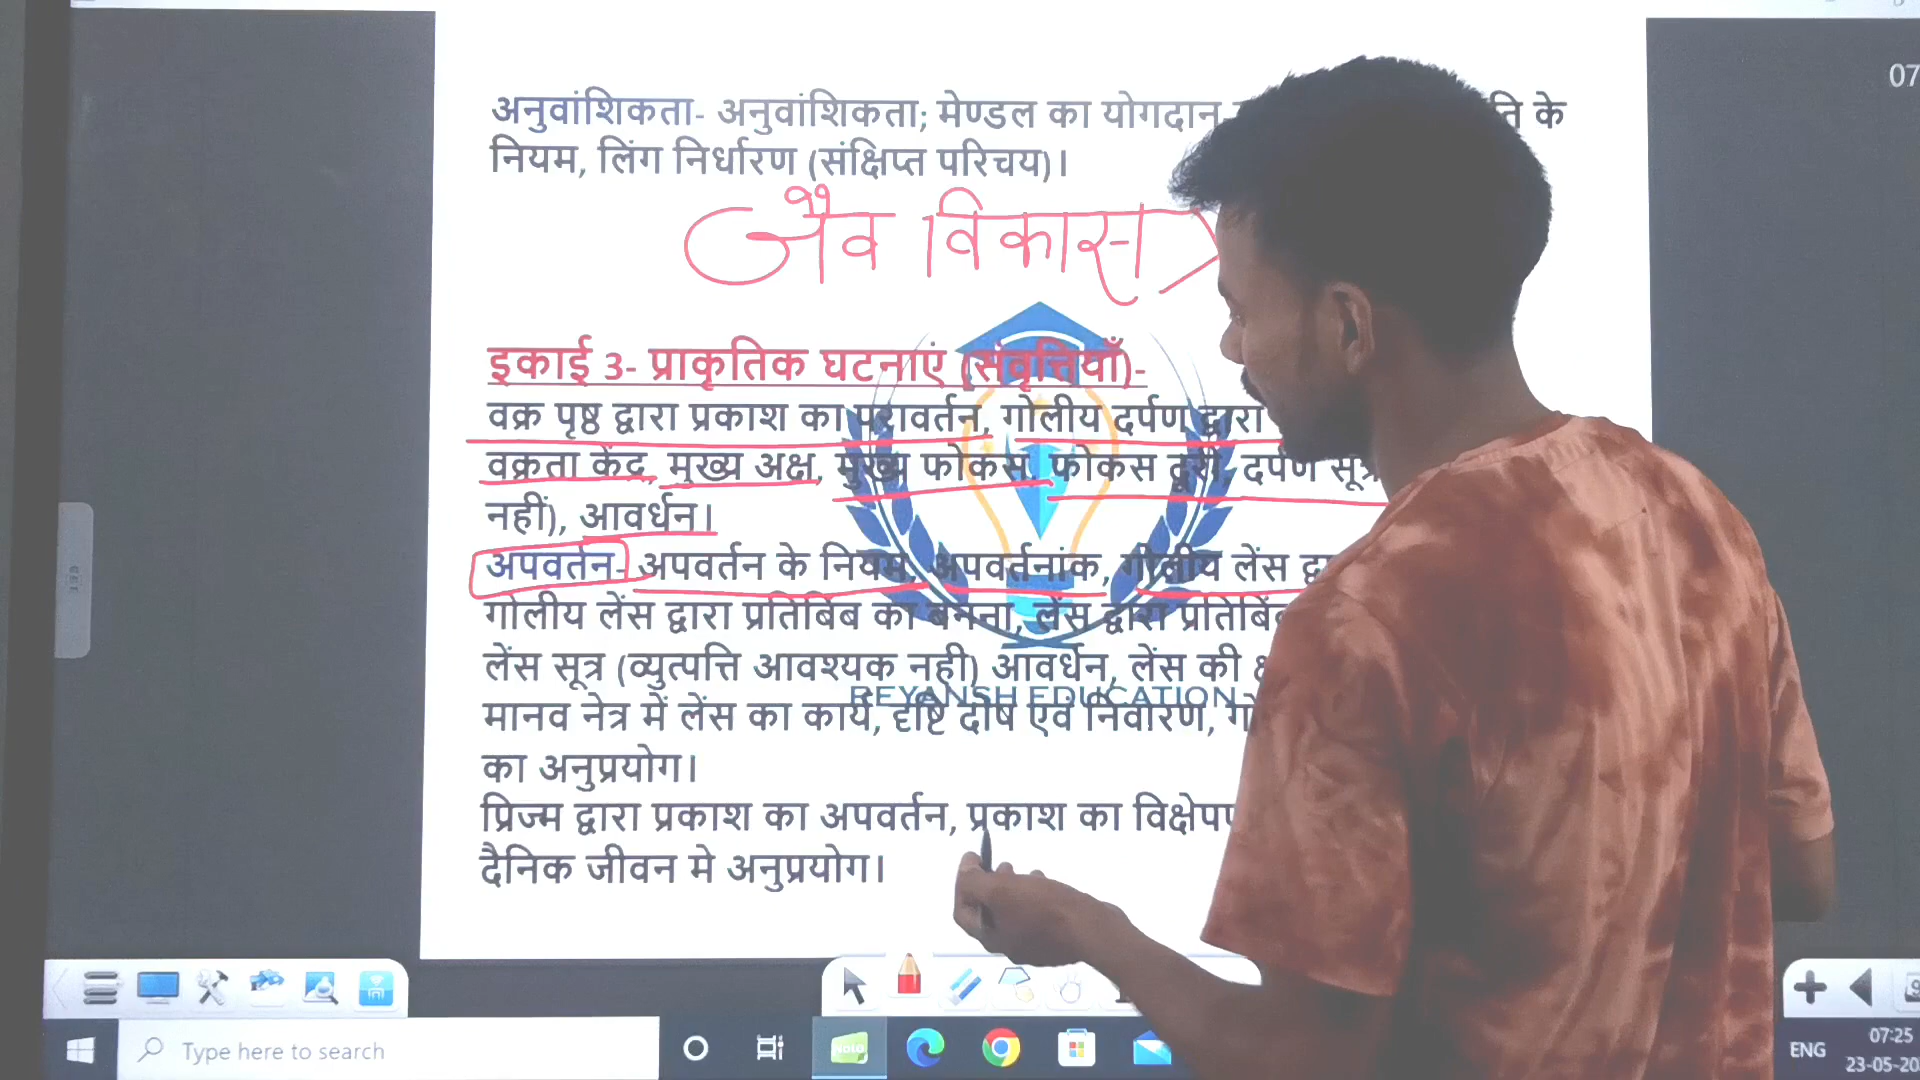 07
अनुवांशिकता- अनुवांशिकता; मेण्डल का योगदान- के
नियम, लिंग निर्धारण (संक्षिप्त परिचय)।
जैव विकास
इकाई 3- प्राकृतिक घटनाएं (संवृत्तियाँ)-
वक्र पृष्ठ द्वारा प्रकाश का परावर्तन, गोलीय दर्पण द्वारा
वक्रता केंद्र, मुख्य अक्ष, मुख्य फोकस, फोकस दूरी, दर्पण सूत्र
नहीं), आवर्धन।
अपवर्तन- अपवर्तन के नियम, अपवर्तनांक, गोलीय लेंस
गोलीय लेंस द्वारा प्रतिबिंब का बनना, लेंस द्वारा
लेंस सूत्र (व्युत्पत्ति आवश्यक नही) आवर्धन, लेंस की
REYANSH EDUCATION
मानव नेत्र में लेंस का कार्य, दृष्टि दोष एवं निवारण,
का अनुप्रयोग।
प्रिज्म द्वारा प्रकाश का अपवर्तन, प्रकाश का
दैनिक जीवन मे अनुप्रयोग।
Type here to search
ENG
07:25
23-05-20